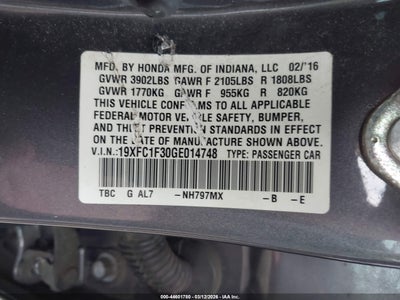 MFD. BY HONDA MFG. OF INDIANA, LLC 02/'16
GVWR 3902LBS GAWR F 2105LBS R 1808LBS
GVWR 1770KG GAWR F 955KG R 820KG
THIS VEHICLE CONFORMS TO ALL APPLICABLE
FEDERAL MOTOR VEHICLE SAFETY, BUMPER,
AND THEFT PREVENTION STANDARDS IN
EFFECT ON THE DATE OF MANUFACTURE SHOWN ABOVE.
V.I.N.:19XFC1F30GE014748 TYPE: PASSENGER CAR
TBC G AL7 -NH797MX -B -E
000-44601780 - 03/12/2026 - IAA